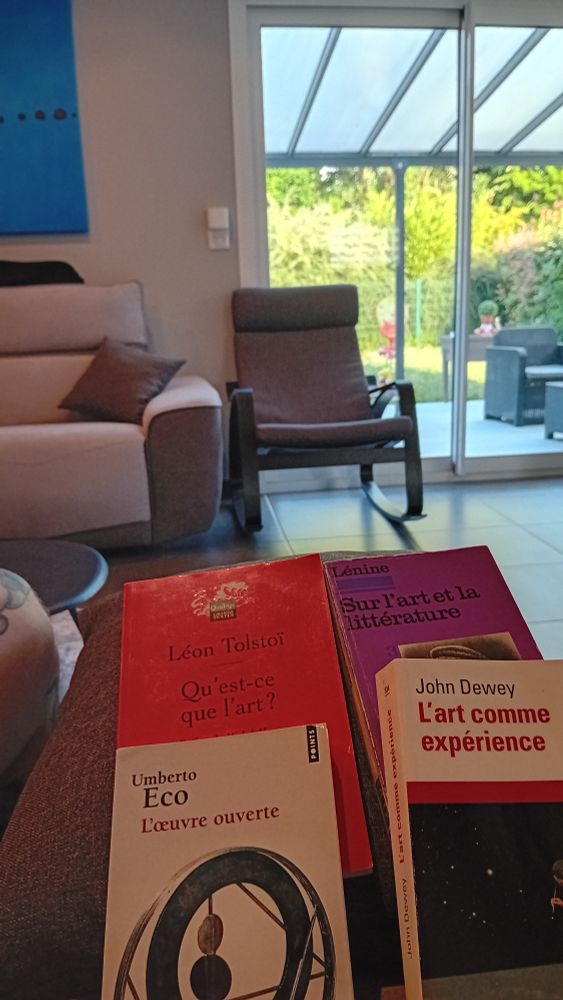 Léon Tolstoï
Qu'est-ce
que l'art?
Lénine
Sur l'art et la
littérature
3
Umberto
Eco
L'œuvre ouverte
POINTS
John Dewey
L'art comme
expérience
John Dewey L'art comme expérience